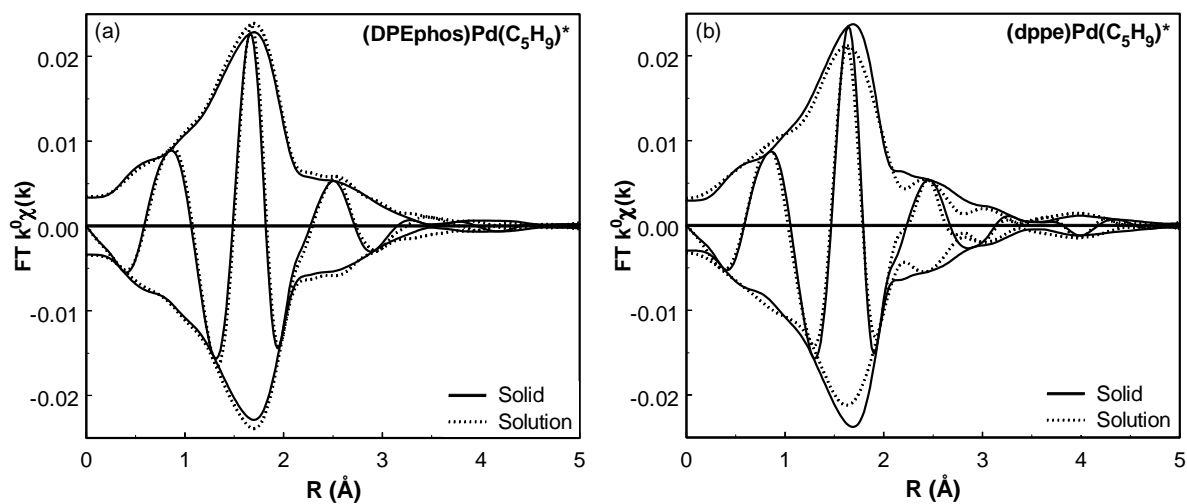 (a) (DPEphos)Pd(C₅H₉)*
0.02
0.01
0.00
-0.01
-0.02
FT k⁰χ(k)
Solid
Solution
0 1 2 3 4 5
R (Å)
(b) (dppe)Pd(C₅H₉)*
0.02
0.01
0.00
-0.01
-0.02
FT k⁰χ(k)
Solid
Solution
0 1 2 3 4 5
R (Å)